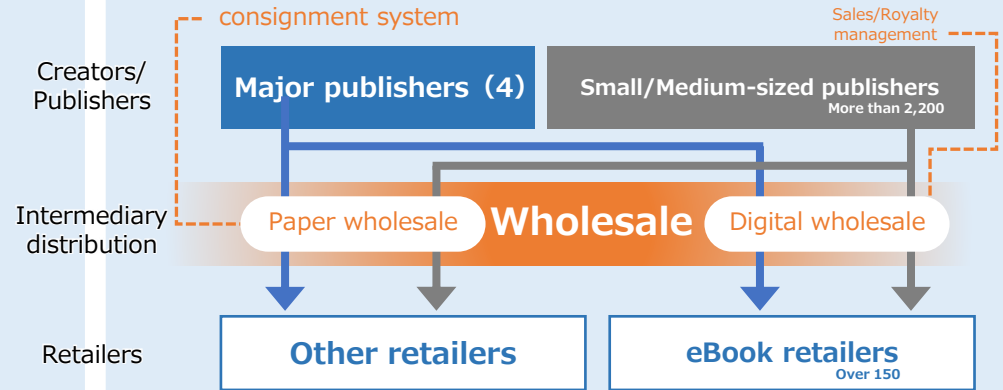 consignment system
Sales/Royalty
management
Creators/
Publishers
Major publishers（4）
Small/Medium-sized publishers
More than 2,200
Intermediary
distribution
Paper wholesale
Wholesale
Digital wholesale
Retailers
Other retailers
eBook retailers
Over 150